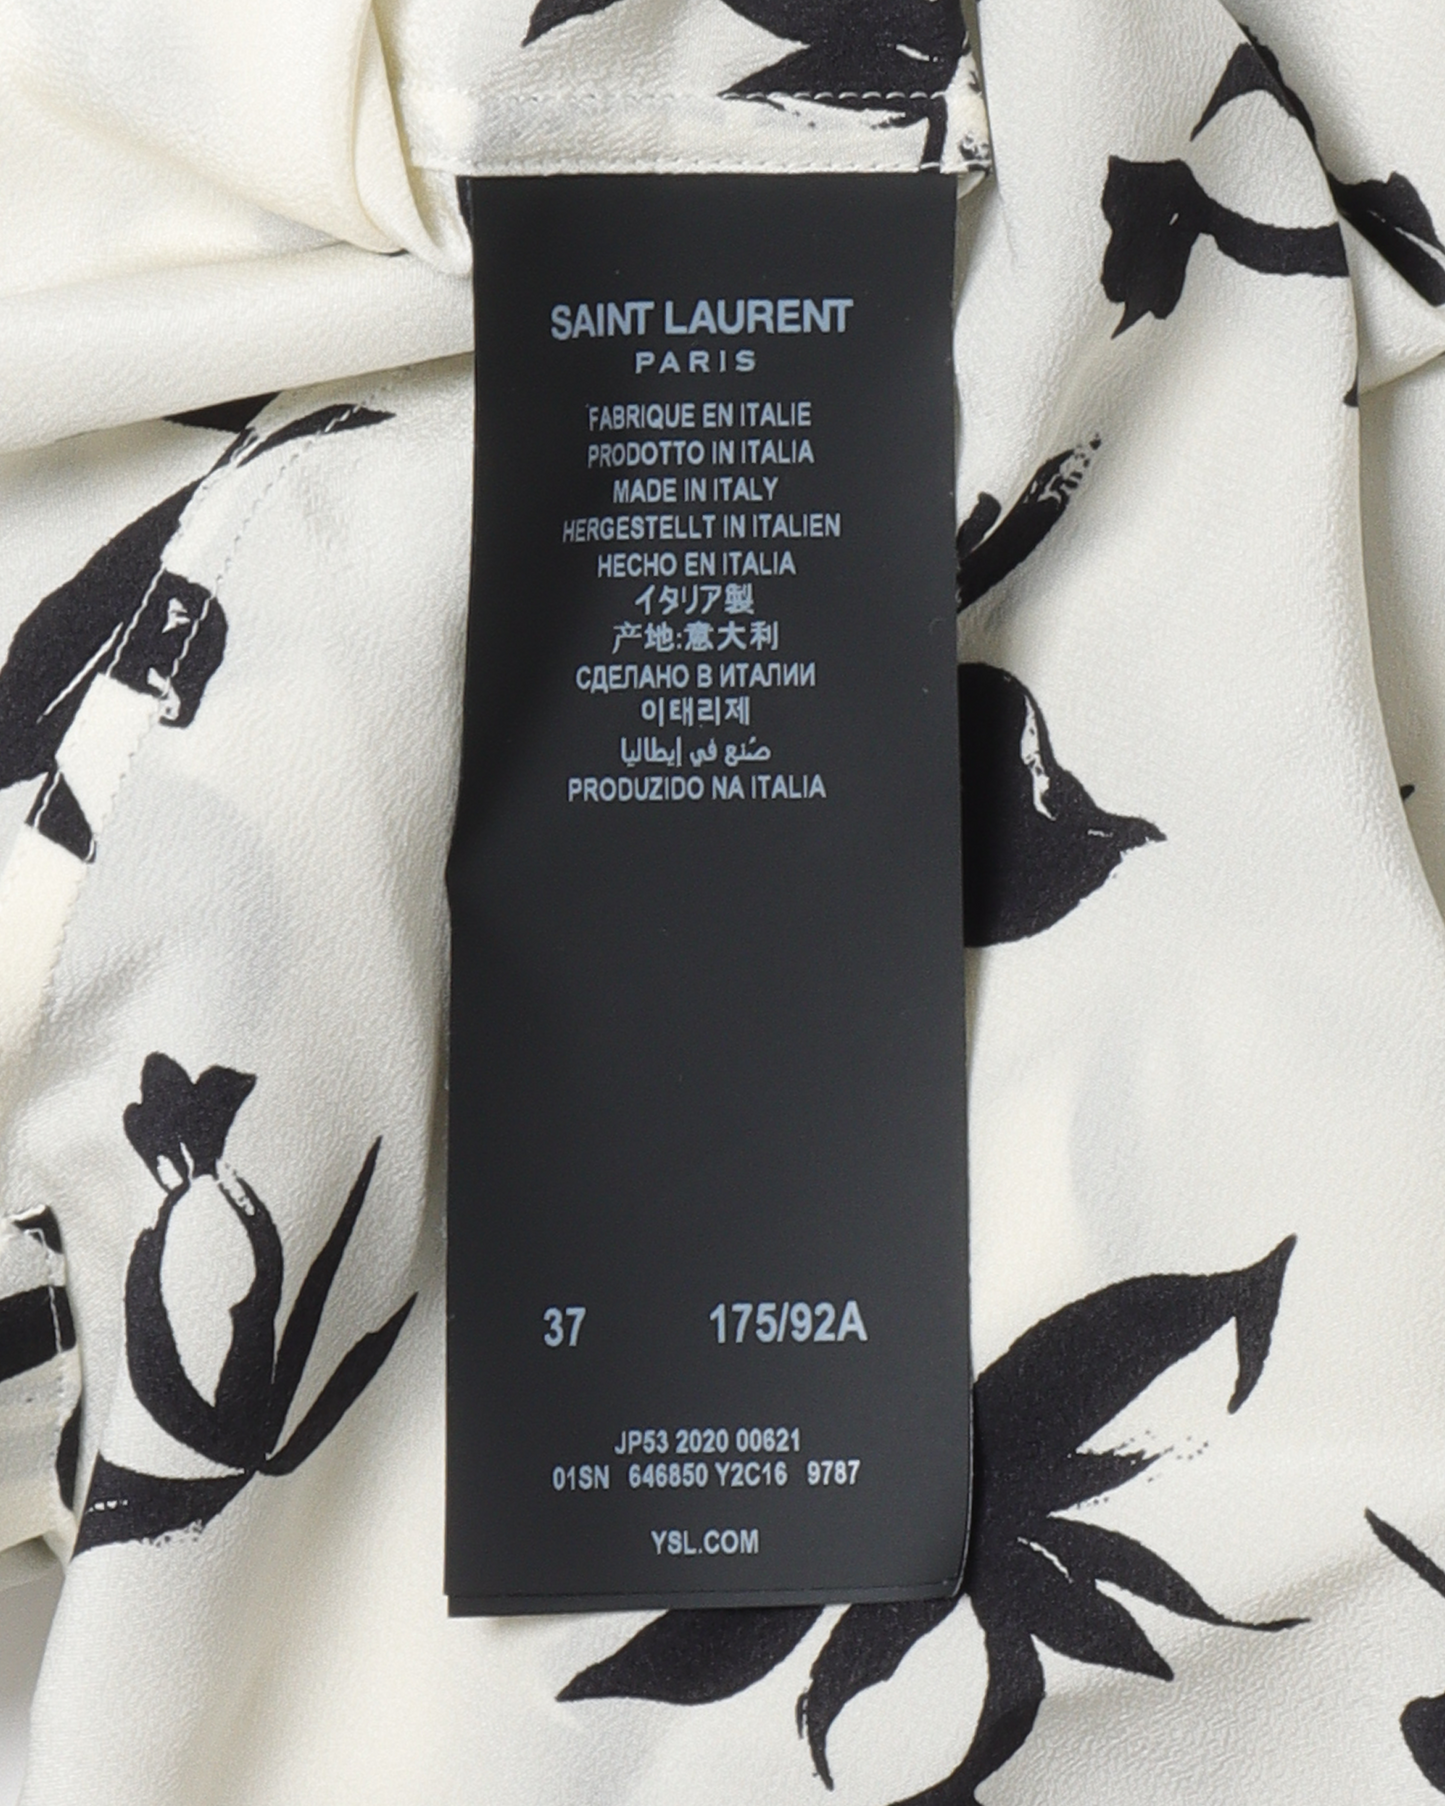 SAINT LAURENT
PARIS
FABRIQUE EN ITALIE
PRODOTTO IN ITALIA
MADE IN ITALY
HERGESTELLT IN ITALIEN
HECHO EN ITALIA
イタリア製
产地:意大利
СДЕЛАНО В ИТАЛИИ
이태리제
صُنع في إيطاليا
PRODUZIDO NA ITALIA
37 175/92A
JP53 2020 00621
01SN 646850 Y2C16 9787
YSL.COM